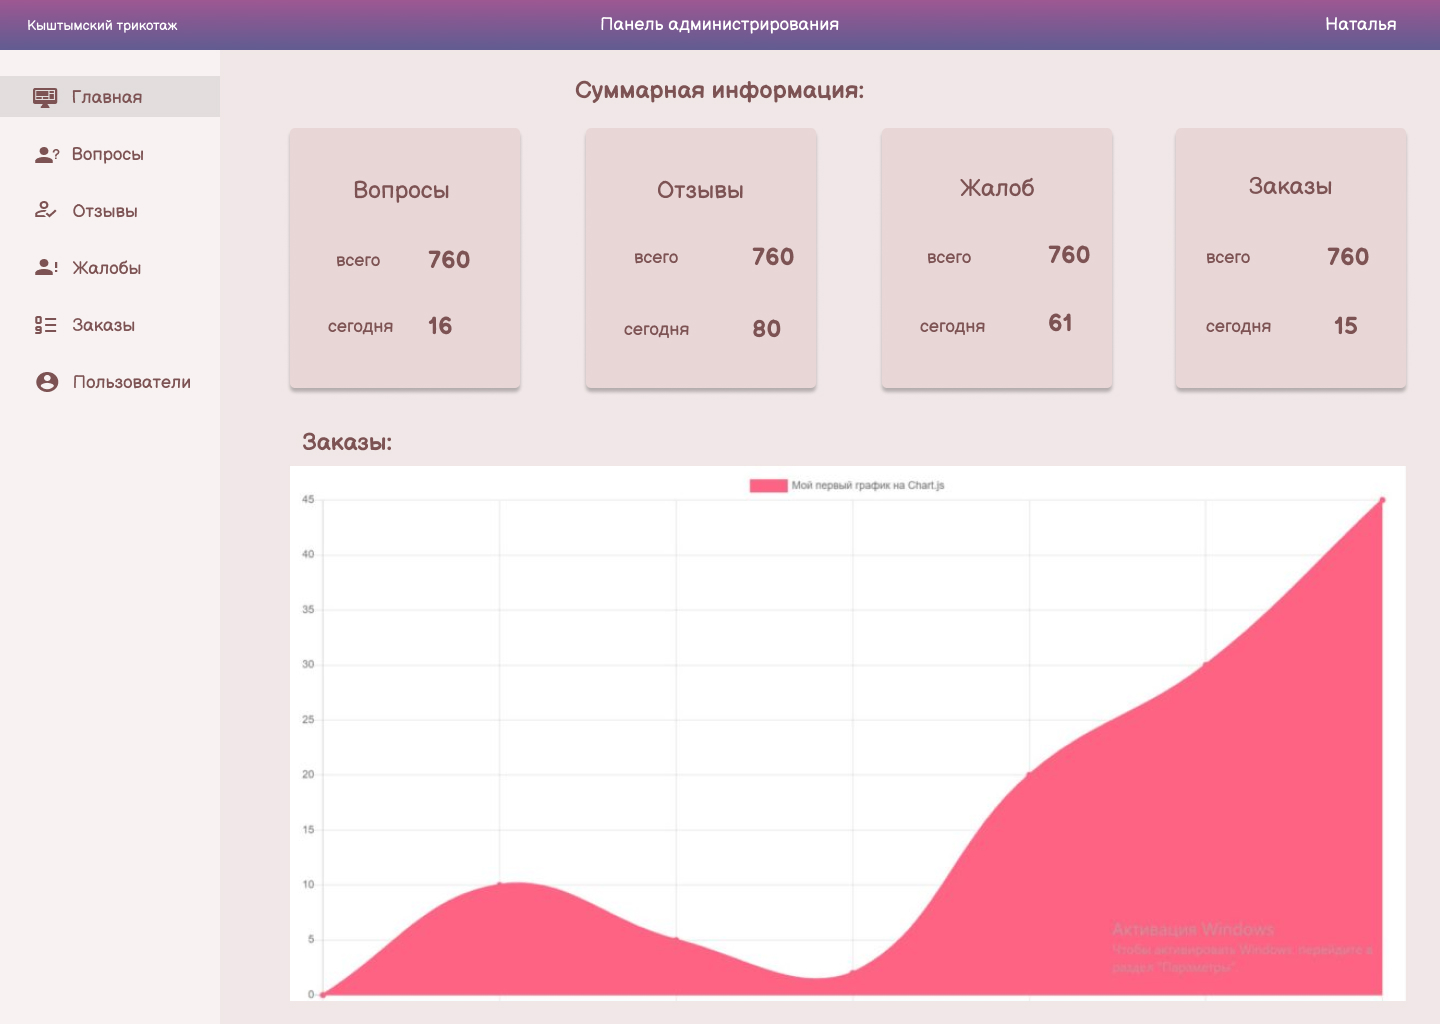 Кыштымский трикотаж
Панель администрирования
Наталья
Главная
Вопросы
Отзывы
Жалобы
Заказы
Пользователи
Суммарная информация:
Вопросы
всего 760
сегодня 16
Отзывы
всего 760
сегодня 80
Жалоб
всего 760
сегодня 61
Заказы
всего 760
сегодня 15
Заказы:
Мой первый график на Chart.js
45
40
35
30
25
20
15
10
5
0
Активация Windows
Чтобы активировать Windows, перейдите в
раздел "Параметры".